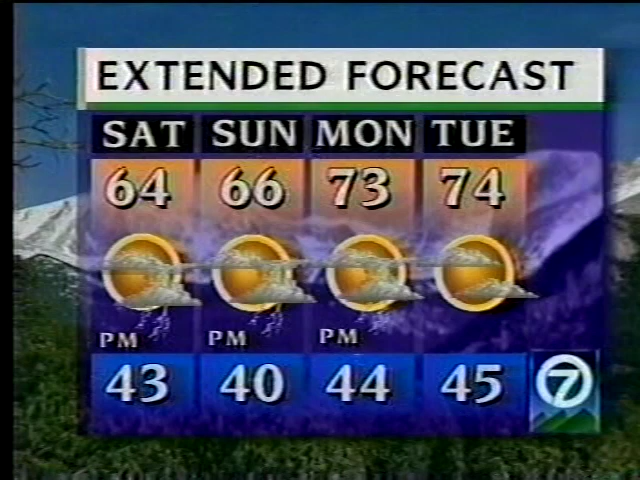 EXTENDED FORECAST
SAT SUN MON TUE
64 66 73 74
PM PM PM
43 40 44 45
7